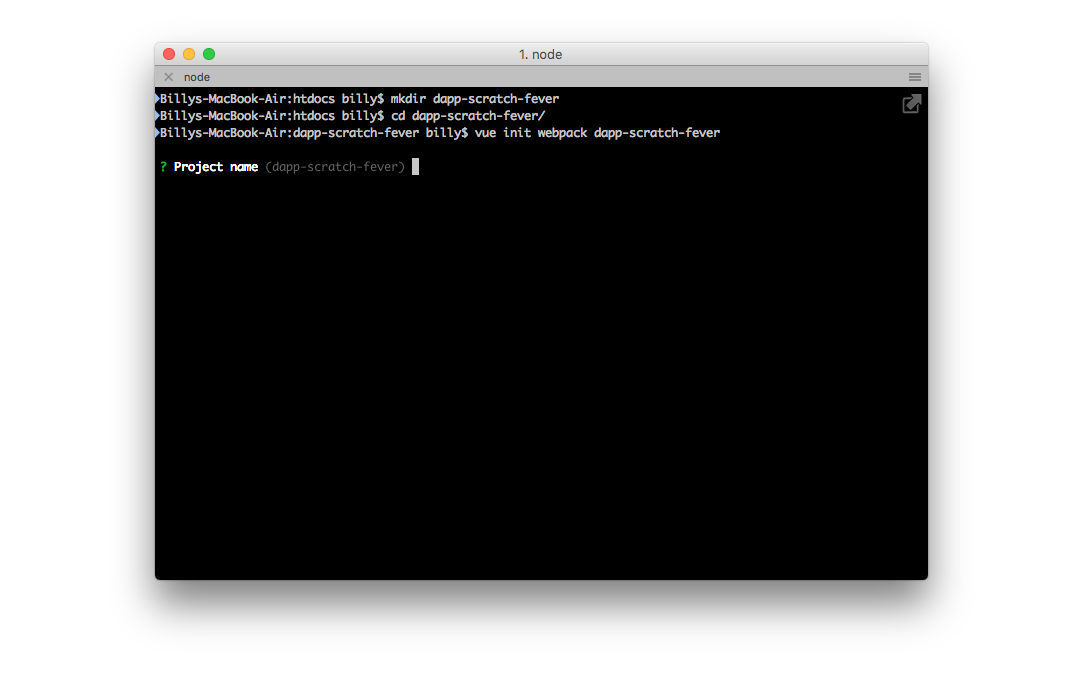 1. node
node
Billys-MacBook-Air:htdocs billy$ mkdir dapp-scratch-fever
Billys-MacBook-Air:htdocs billy$ cd dapp-scratch-fever/
Billys-MacBook-Air:dapp-scratch-fever billy$ vue init webpack dapp-scratch-fever
? Project name (dapp-scratch-fever)